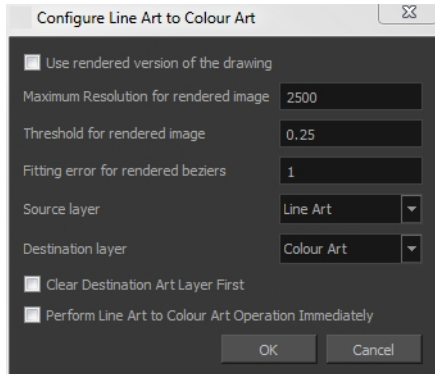 Configure Line Art to Colour Art
Use rendered version of the drawing
Maximum Resolution for rendered image 2500
Threshold for rendered image 0.25
Fitting error for rendered beziers 1
Source layer Line Art
Destination layer Colour Art
Clear Destination Art Layer First
Perform Line Art to Colour Art Operation Immediately
OK Cancel